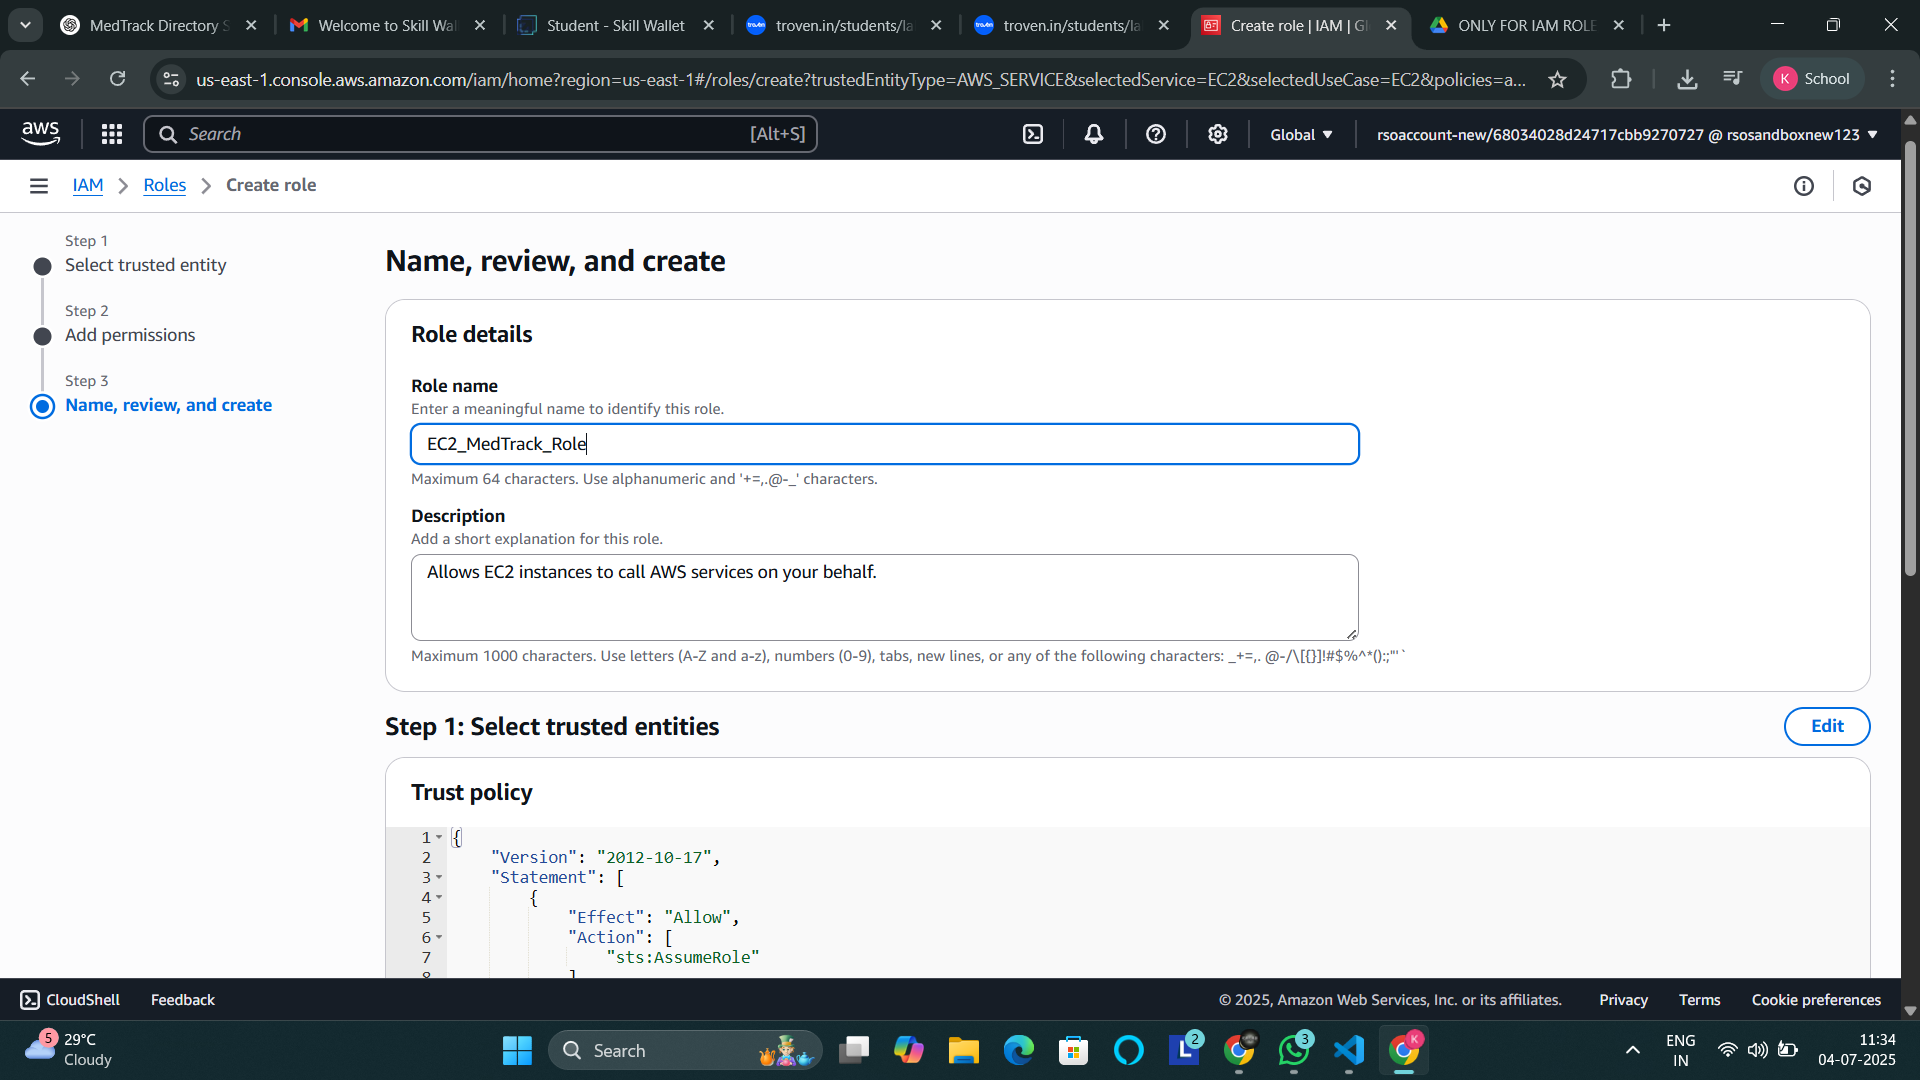 MedTrack Directory S
Welcome to Skill Wal
Student - Skill Wallet
troven.in/students/la
troven.in/students/la
Create role | IAM | Gl
ONLY FOR IAM ROLE
us-east-1.console.aws.amazon.com/iam/home?region=us-east-1#/roles/create?trustedEntityType=AWS_SERVICE&selectedService=EC2&selectedUseCase=EC2&policies=a...
K School
aws
Search [Alt+S]
Global
rsoaccount-new/68034028d24717cbb9270727 @ rsosandboxnew123
IAM
Roles
Create role
Step 1
Select trusted entity
Step 2
Add permissions
Step 3
Name, review, and create
Name, review, and create
Role details
Role name
Enter a meaningful name to identify this role.
EC2_MedTrack_Role
Maximum 64 characters. Use alphanumeric and '+=,.@-_' characters.
Description
Add a short explanation for this role.
Allows EC2 instances to call AWS services on your behalf.
Maximum 1000 characters. Use letters (A-Z and a-z), numbers (0-9), tabs, new lines, or any of the following characters: _+=,. @-/\[{}]!#$%^*();:"'`
Step 1: Select trusted entities
Edit
Trust policy
1 {
2 "Version": "2012-10-17",
3 "Statement": [
4 {
5 "Effect": "Allow",
6 "Action": [
7 "sts:AssumeRole"
8 ]
CloudShell
Feedback
© 2025, Amazon Web Services, Inc. or its affiliates.
Privacy
Terms
Cookie preferences
5
29°C
Cloudy
Search
L 2
3
K
ENG
IN
11:34
04-07-2025